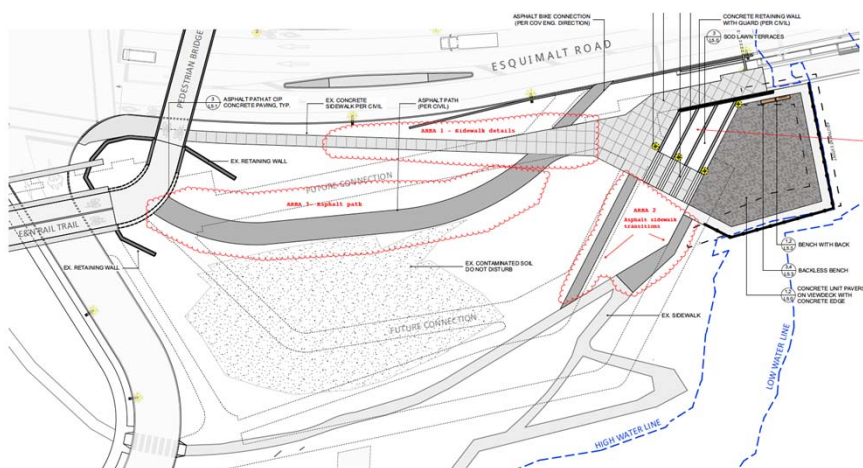 ASPHALT BIKE CONNECTION
(PER COV ENG. DIRECTION)
CONCRETE RETAINING WALL
WITH GUARD (PER CIVIL)
SOD LAWN TERRACES
ESQUIMALT ROAD
PEDESTRIAN BRIDGE
3
L5.1
ASPHALT PATH AT CIP
CONCRETE PAVING, TYP.
EX. CONCRETE
SIDEWALK PER CIVIL
ASPHALT PATH
(PER CIVIL)
AREA 1 - Sidewalk details
EX. RETAINING WALL
FUTURE CONNECTION
AREA 3- Asphalt path
E&N RAIL TRAIL
AREA 2
Asphalt sidewalk
transitions
EX. RETAINING WALL
EX. CONTAMINATED SOIL
DO NOT DISTURB
BENCH WITH BACK
BACKLESS BENCH
CONCRETE UNIT PAVERS
ON VIEWDECK WITH
CONCRETE EDGE
FUTURE CONNECTION
EX. SIDEWALK
LOW WATER LINE
HIGH WATER LINE